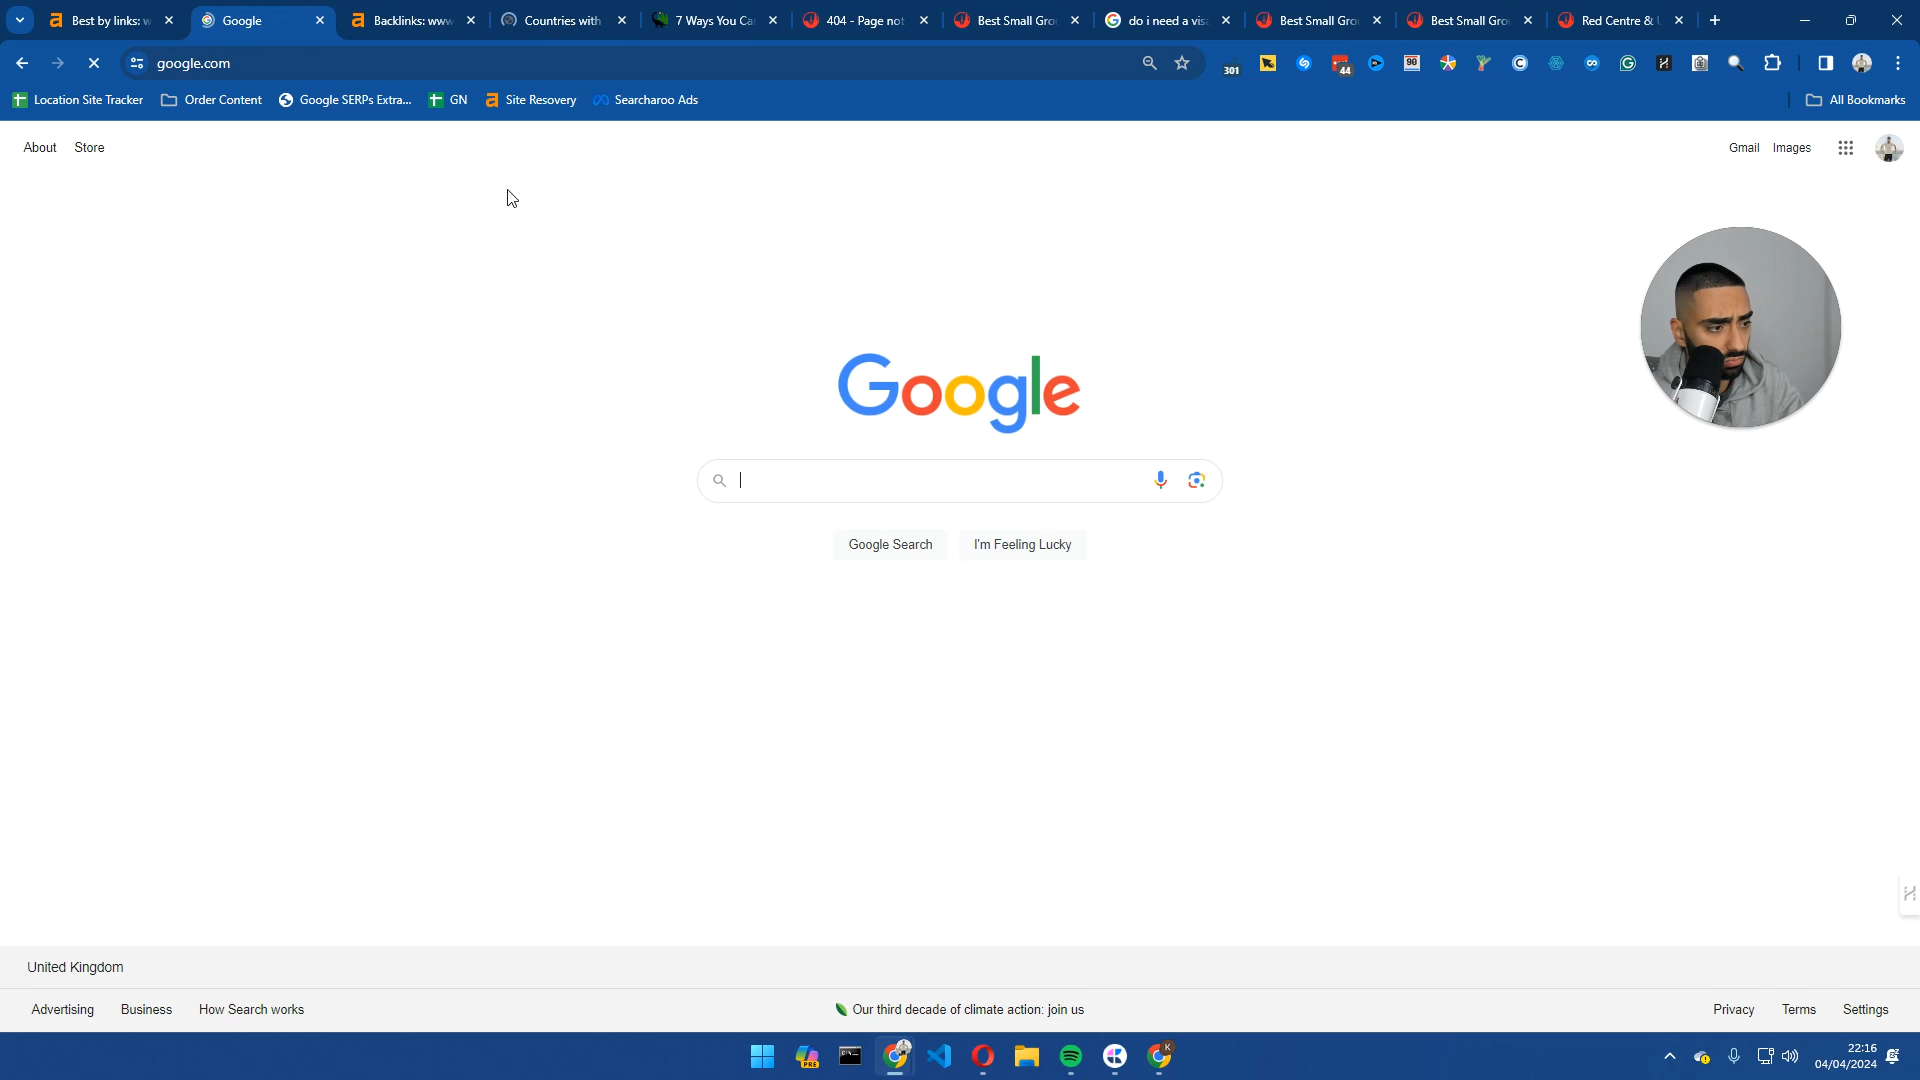 Best by links: w
Google
Backlinks: www
Countries with
7 Ways You Ca
404 - Page not
Best Small Gro
do i need a vis
Best Small Gro
Best Small Gro
Red Centre &
google.com
301
44
90
Location Site Tracker
Order Content
Google SERPs Extra...
GN
Site Recovery
Searcharoo Ads
All Bookmarks
About
Store
Gmail
Images
Google
Google Search
I'm Feeling Lucky
United Kingdom
Advertising
Business
How Search works
Our third decade of climate action: join us
Privacy
Terms
Settings
PRE
K
22:16
04/04/2024